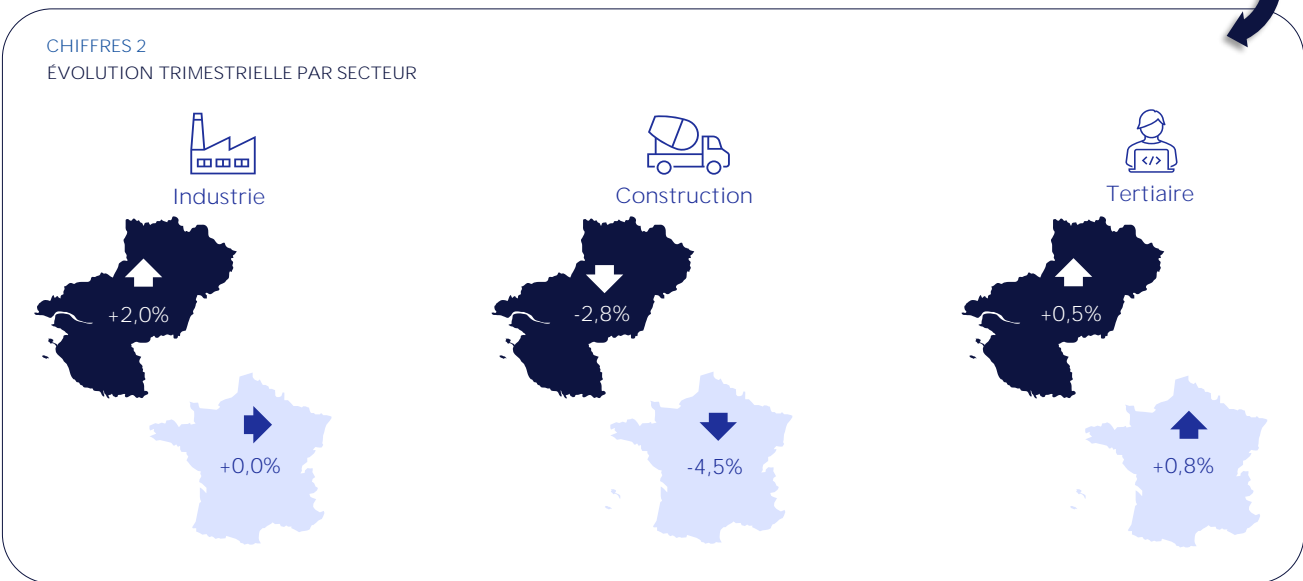 CHIFFRES 2
ÉVOLUTION TRIMESTRIELLE PAR SECTEUR
</>
Industrie
Construction
Tertiaire
+2,0%
-2,8%
+0,5%
+0,0%
-4,5%
+0,8%